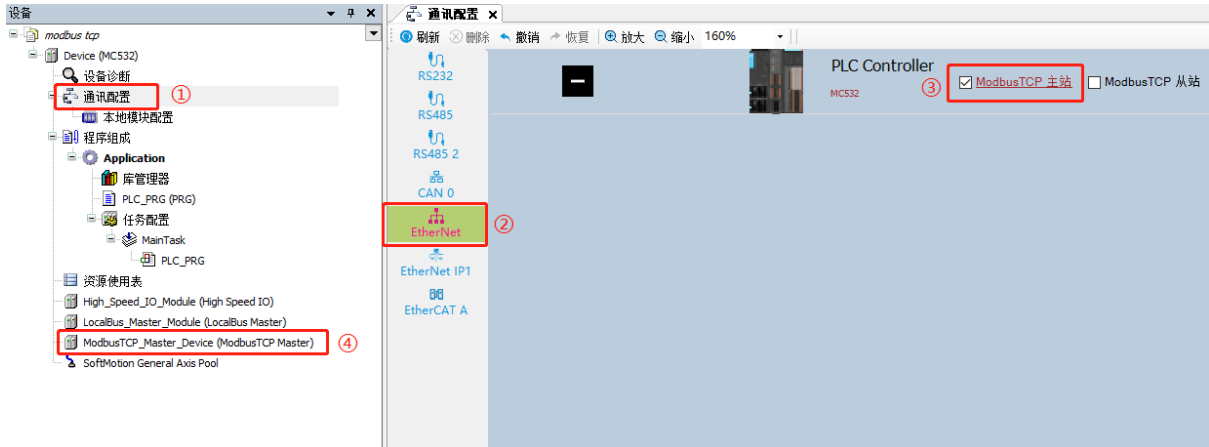 设备
modbus tcp
Device (MC532)
设备诊断
通讯配置 ①
本地模块配置
程序组成
Application
库管理器
PLC_PRG (PRG)
任务配置
MainTask
PLC_PRG
资源使用表
High_Speed_IO_Module (High Speed IO)
LocalBus_Master_Module (LocalBus Master)
ModbusTCP_Master_Device (ModbusTCP Master) ④
SoftMotion General Axis Pool
通讯配置
刷新 删除 撤销 恢复 放大 缩小 160%
RS232
RS485
RS485 2
CAN 0
EtherNet ②
EtherNet IP1
EtherCAT A
PLC Controller
MC532
③ ModbusTCP 主站 ModbusTCP 从站